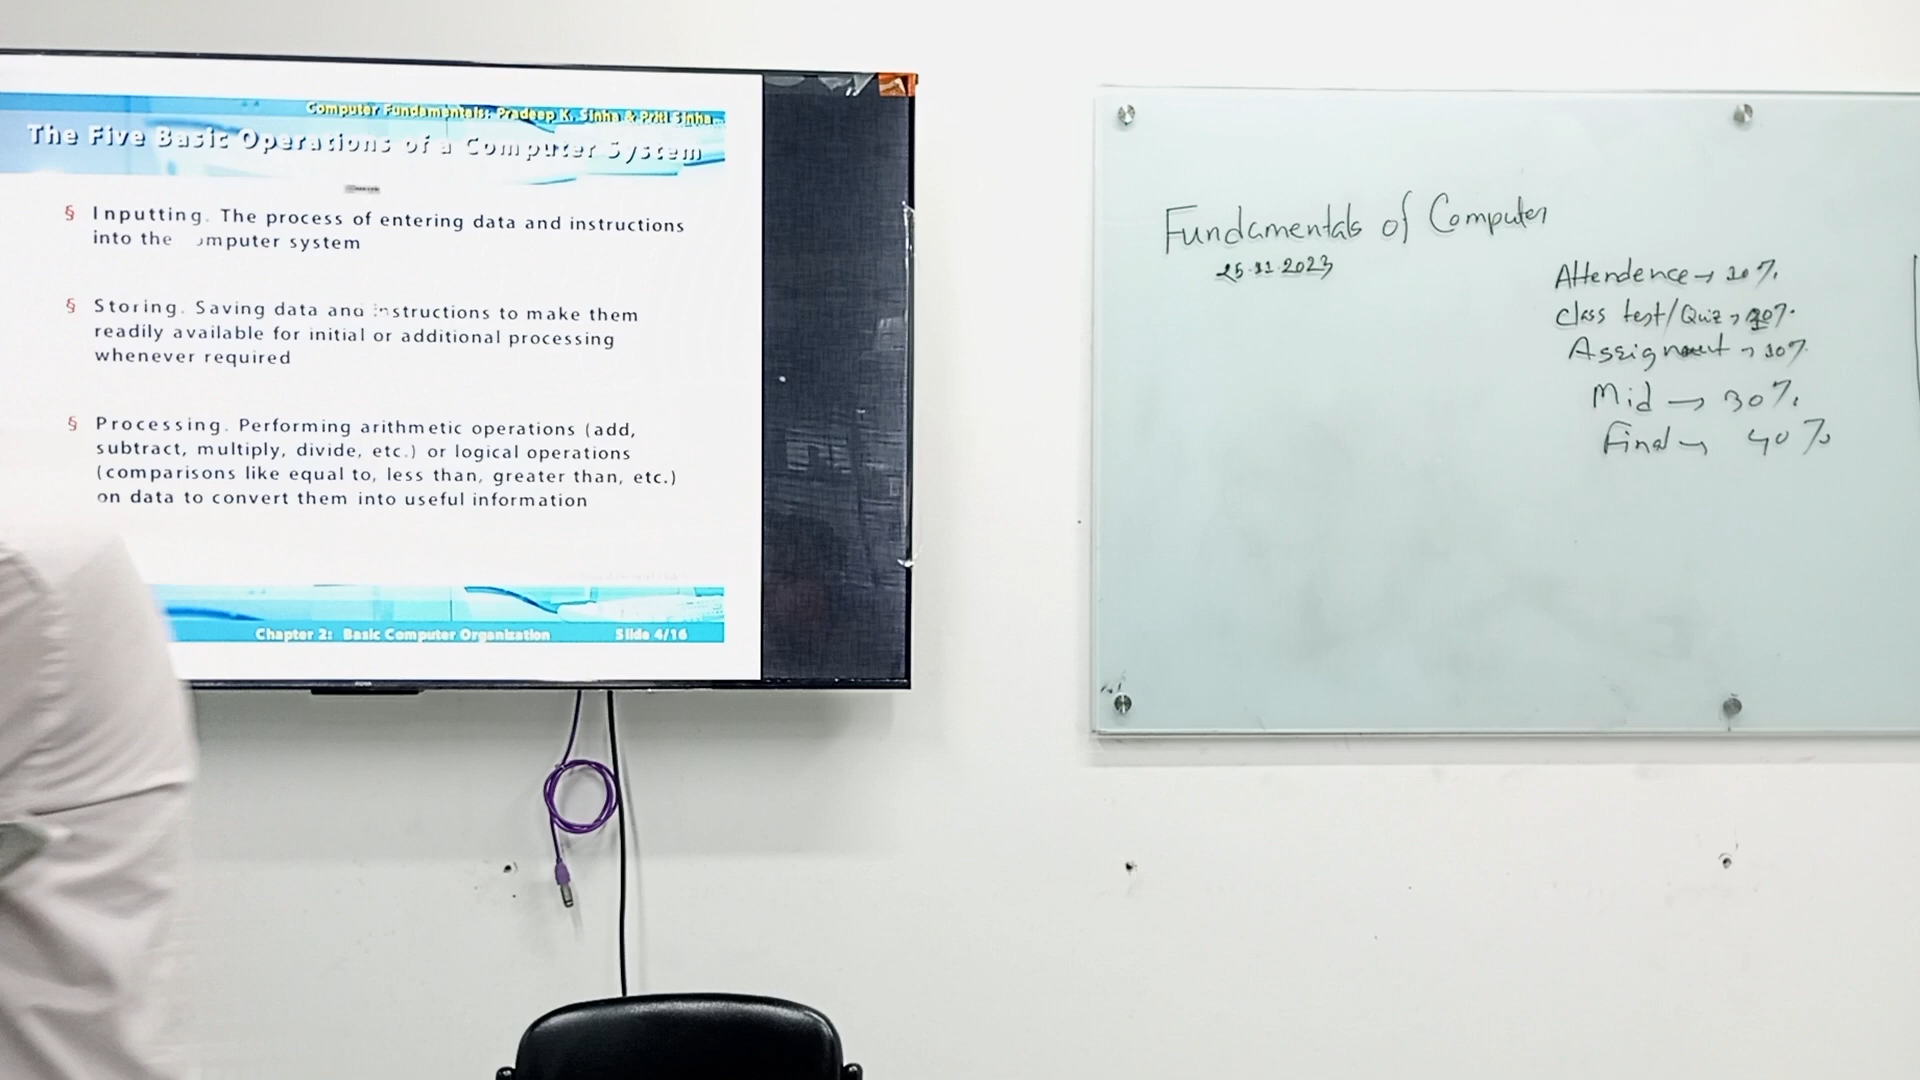 Computer Fundamentals: Pradeep K. Sinha & Priti Sinha
The Five Basic Operations of a Computer System
§ Inputting. The process of entering data and instructions
into the omputer system
§ Storing. Saving data and instructions to make them
readily available for initial or additional processing
whenever required
§ Processing. Performing arithmetic operations (add,
subtract, multiply, divide, etc.) or logical operations
(comparisons like equal to, less than, greater than, etc.)
on data to convert them into useful information
Chapter 2: Basic Computer Organization Slide 4/16
Fundamentals of Computer
25.11.2023
Attendence → 10%
Class test/Quiz → 10%
Assignment → 10%
Mid → 30%
Final → 40%